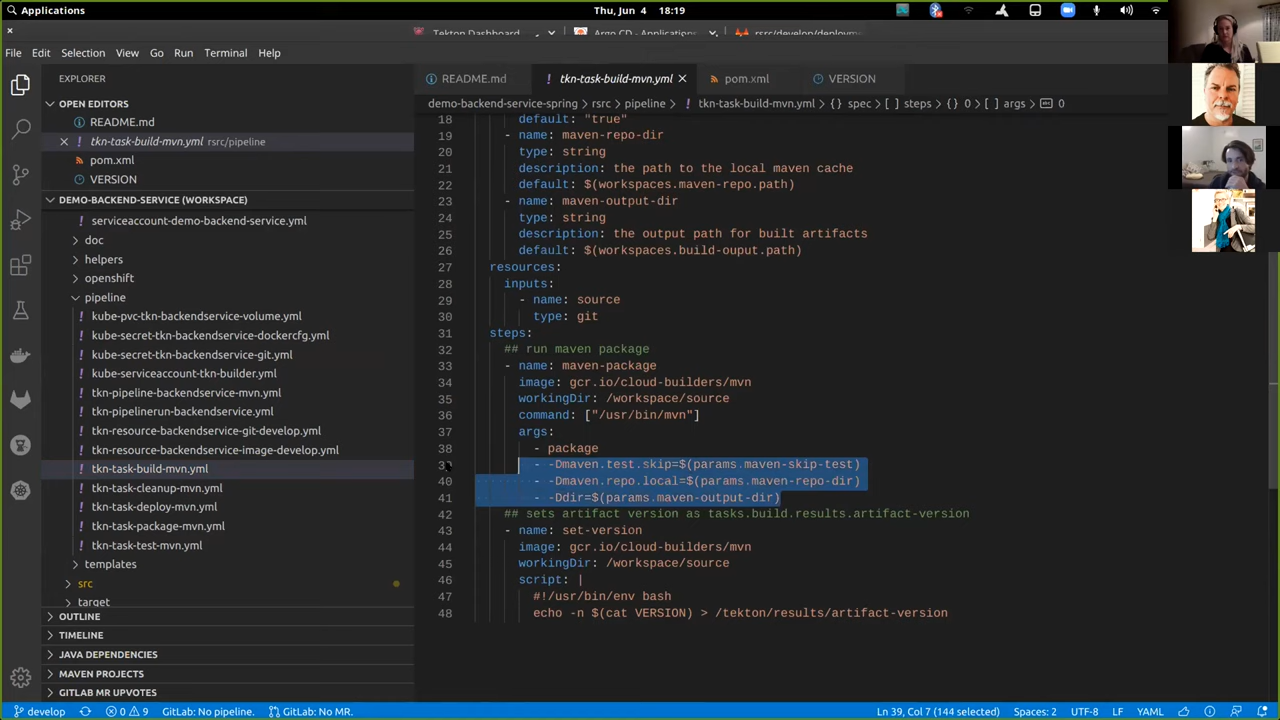 Applications
Thu, Jun 4 • 18:19
Tekton Dashboard
Argo CD - Applications
rsrc/develop/deployme
File Edit Selection View Go Run Terminal Help
EXPLORER
README.md
tkn-task-build-mvn.yml
pom.xml
VERSION
OPEN EDITORS
demo-backend-service-spring > rsrc > pipeline > tkn-task-build-mvn.yml > {} spec > [ ] steps > {} 0 > [ ] args > abc 0
README.md
tkn-task-build-mvn.yml rsrc/pipeline
pom.xml
VERSION
DEMO-BACKEND-SERVICE (WORKSPACE)
serviceaccount-demo-backend-service.yml
doc
helpers
openshift
pipeline
kube-pvc-tkn-backendservice-volume.yml
kube-secret-tkn-backendservice-dockercfg.yml
kube-secret-tkn-backendservice-git.yml
kube-serviceaccount-tkn-builder.yml
tkn-pipeline-backendservice-mvn.yml
tkn-pipelinerun-backendservice.yml
tkn-resource-backendservice-git-develop.yml
tkn-resource-backendservice-image-develop.yml
tkn-task-build-mvn.yml
tkn-task-cleanup-mvn.yml
tkn-task-deploy-mvn.yml
tkn-task-package-mvn.yml
tkn-task-test-mvn.yml
templates
src
target
OUTLINE
TIMELINE
JAVA DEPENDENCIES
MAVEN PROJECTS
GITLAB MR UPVOTES
18 default: "true"
19 - name: maven-repo-dir
20 type: string
21 description: the path to the local maven cache
22 default: $(workspaces.maven-repo.path)
23 - name: maven-output-dir
24 type: string
25 description: the output path for built artifacts
26 default: $(workspaces.build-ouput.path)
27 resources:
28 inputs:
29 - name: source
30 type: git
31 steps:
32 ## run maven package
33 - name: maven-package
34 image: gcr.io/cloud-builders/mvn
35 workingDir: /workspace/source
36 command: ["/usr/bin/mvn"]
37 args:
38 - package
39 - -Dmaven.test.skip=$(params.maven-skip-test)
40 - -Dmaven.repo.local=$(params.maven-repo-dir)
41 - -Ddir=$(params.maven-output-dir)
42 ## sets artifact version as tasks.build.results.artifact-version
43 - name: set-version
44 image: gcr.io/cloud-builders/mvn
45 workingDir: /workspace/source
46 script: |
47 #!/usr/bin/env bash
48 echo -n $(cat VERSION) > /tekton/results/artifact-version
develop 0 9 GitLab: No pipeline. GitLab: No MR. Ln 39, Col 7 (144 selected) Spaces: 2 UTF-8 LF YAML